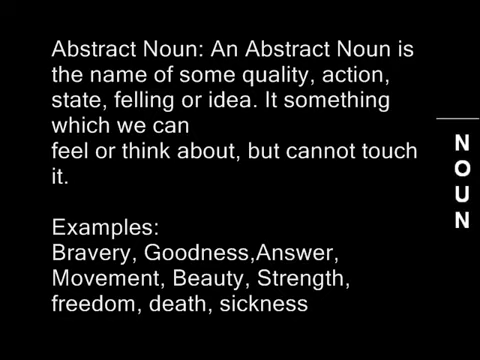 Abstract Noun: An Abstract Noun is
the name of some quality, action,
state, felling or idea. It something
which we can
feel or think about, but cannot touch
it.
Examples:
Bravery, Goodness,Answer,
Movement, Beauty, Strength,
freedom, death, sickness
NOUN